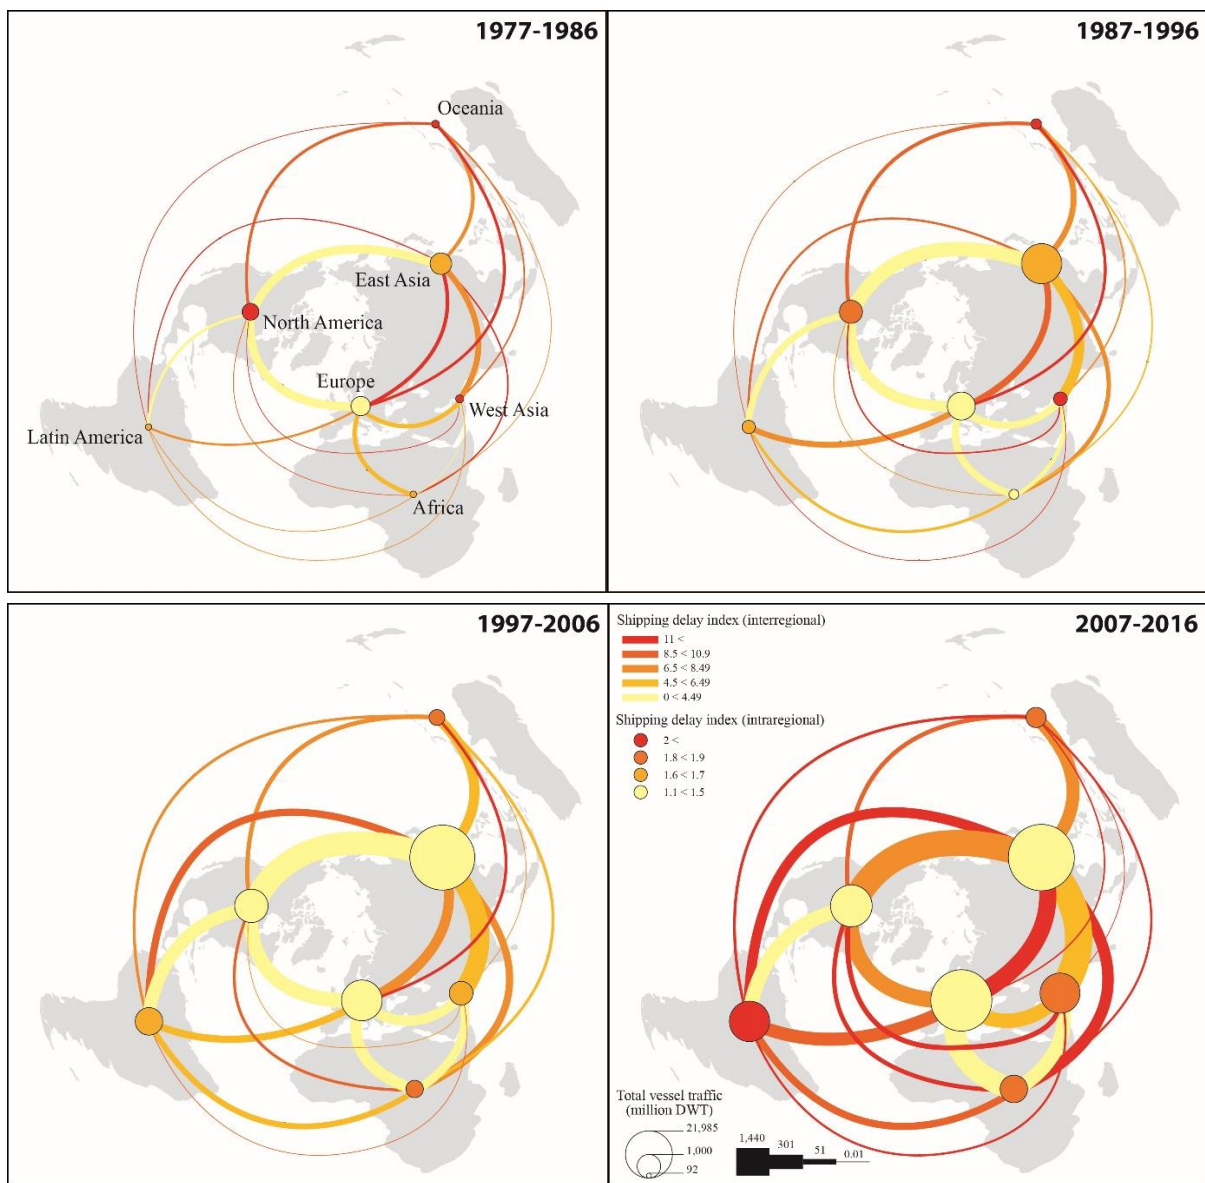 1977-1986
Oceania
East Asia
North America
Europe
West Asia
Latin America
Africa
1987-1996
1997-2006
2007-2016
Shipping delay index (interregional)
11 <
8.5 < 10.9
6.5 < 8.49
4.5 < 6.49
0 < 4.49
Shipping delay index (intraregional)
2 <
1.8 < 1.9
1.6 < 1.7
1.1 < 1.5
Total vessel traffic
(million DWT)
21,985
1,000
92
1,440
301
51
0.01